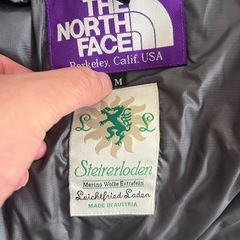 THE
NORTH
FACE
Berkeley, Calif. USA
M
L L
Steirerloden
Merino Wolle Extrafein
Leichtfried Loden
MADE IN AUSTRIA